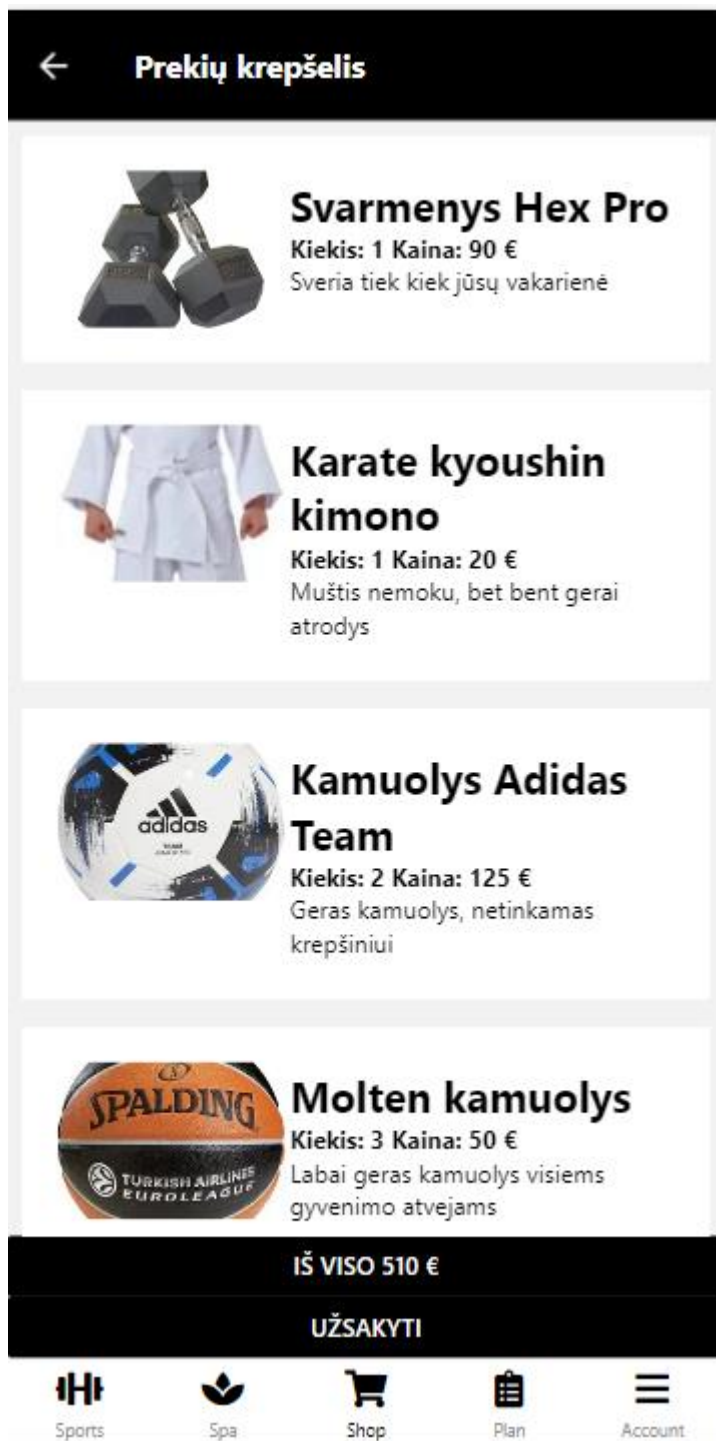 Prekių krepšelis
Svarmenys Hex Pro
Kiekis: 1 Kaina: 90 €
Sveria tiek kiek jūsų vakarienė
Karate kyoushin
kimono
Kiekis: 1 Kaina: 20 €
Muštis nemoku, bet bent gerai
atrodys
adidas
TEAM
Kamuolys Adidas
Team
Kiekis: 2 Kaina: 125 €
Geras kamuolys, netinkamas
krepšiniui
SPALDING
TURKISH AIRLINES
EUROLEAGUE
Molten kamuolys
Kiekis: 3 Kaina: 50 €
Labai geras kamuolys visiems
gyvenimo atvejams
IŠ VISO 510 €
UŽSAKYTI
Sports Spa Shop Plan Account